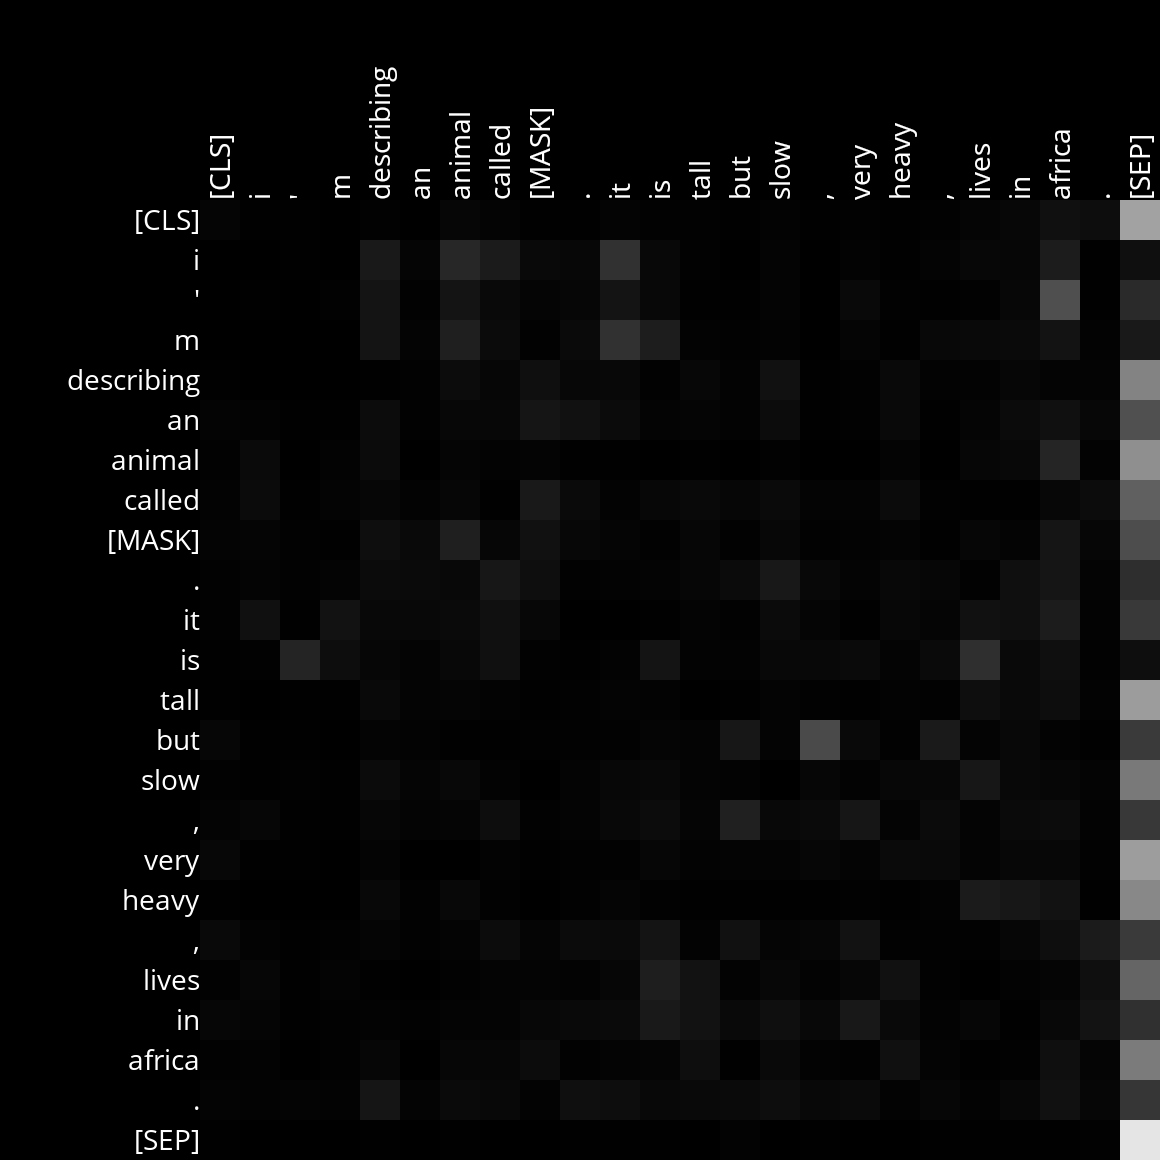 [CLS] i ' m describing an animal called [MASK] . it is tall but slow , very heavy , lives in africa . [SEP]
[CLS]
i
'
m
describing
an
animal
called
[MASK]
.
it
is
tall
but
slow
,
very
heavy
,
lives
in
africa
.
[SEP]